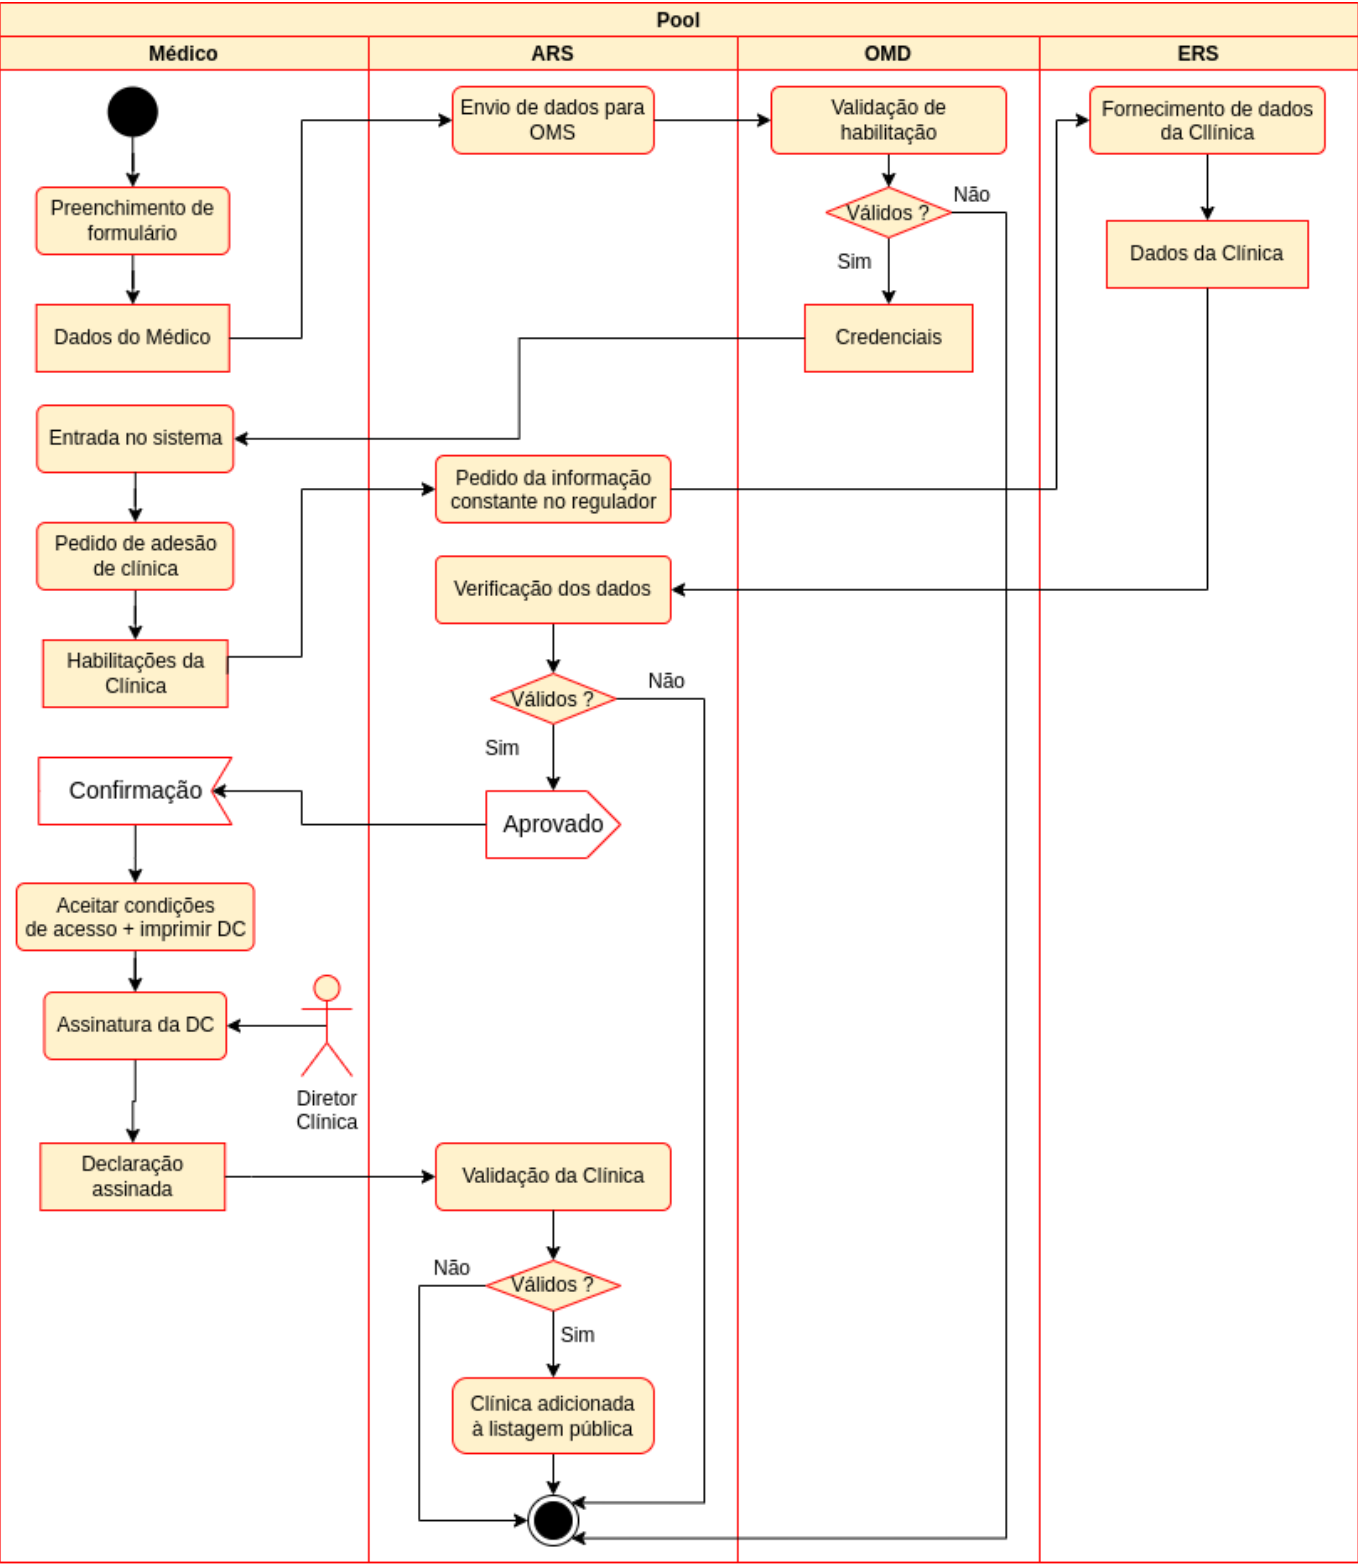 Pool
Médico
ARS
OMD
ERS
Envio de dados para
OMS
Validação de
habilitação
Fornecimento de dados
da Cllínica
Preenchimento de
formulário
Válidos ?
Não
Sim
Dados da Clínica
Dados do Médico
Credenciais
Entrada no sistema
Pedido da informação
constante no regulador
Pedido de adesão
de clínica
Verificação dos dados
Habilitações da
Clínica
Válidos ?
Não
Sim
Confirmação
Aprovado
Aceitar condições
de acesso + imprimir DC
Assinatura da DC
Diretor
Clínica
Declaração
assinada
Validação da Clínica
Não
Válidos ?
Sim
Clínica adicionada
à listagem pública